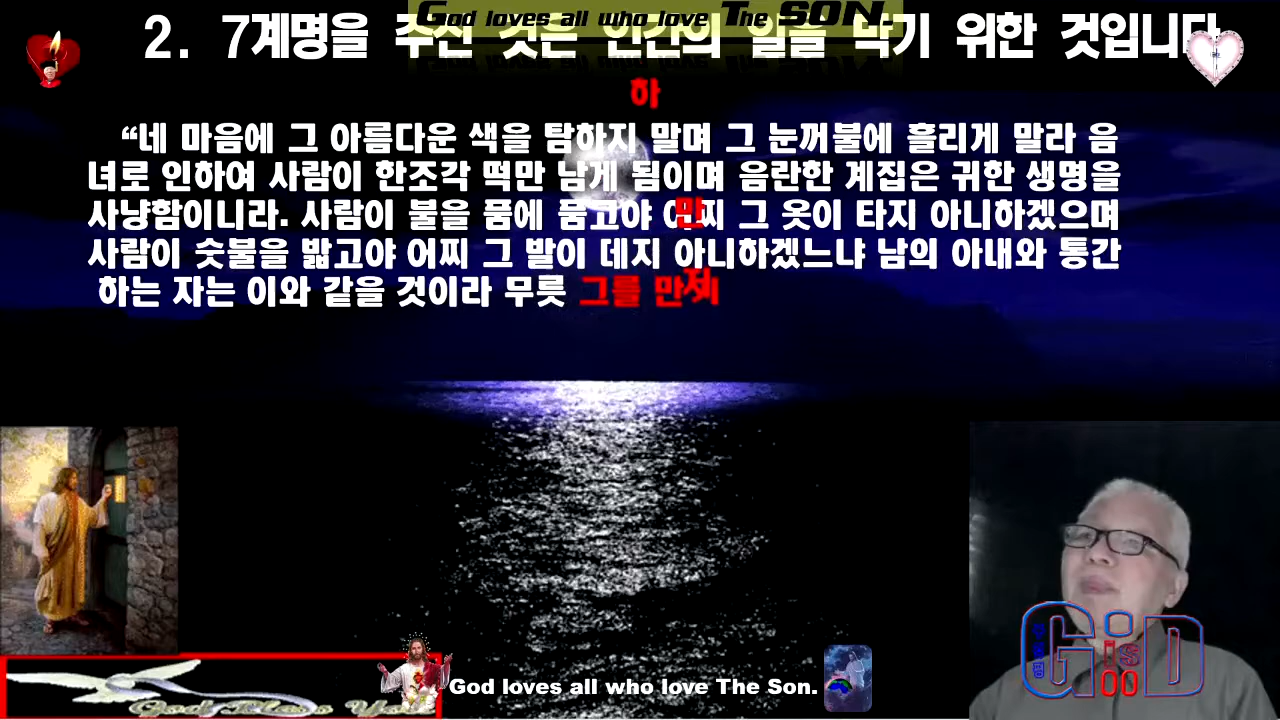 God loves all who love The SON.
2. 7계명을 주신 것은 인간의 일을 막기 위한 것입니다
하
“네 마음에 그 아름다운 색을 탐하지 말며 그 눈꺼불에 흘리게 말라 음
녀로 인하여 사람이 한조각 떡만 남게 됨이며 음란한 계집은 귀한 생명을
사냥함이니라. 사람이 불을 품에 품고야 어찌 그 옷이 타지 아니하겠으며
만
사람이 숯불을 밟고야 어찌 그 발이 데지 아니하겠느냐 남의 아내와 통간
하는 자는 이와 같을 것이라 무릇 그를 만
God Bless You
God loves all who love The Son.
GOD is